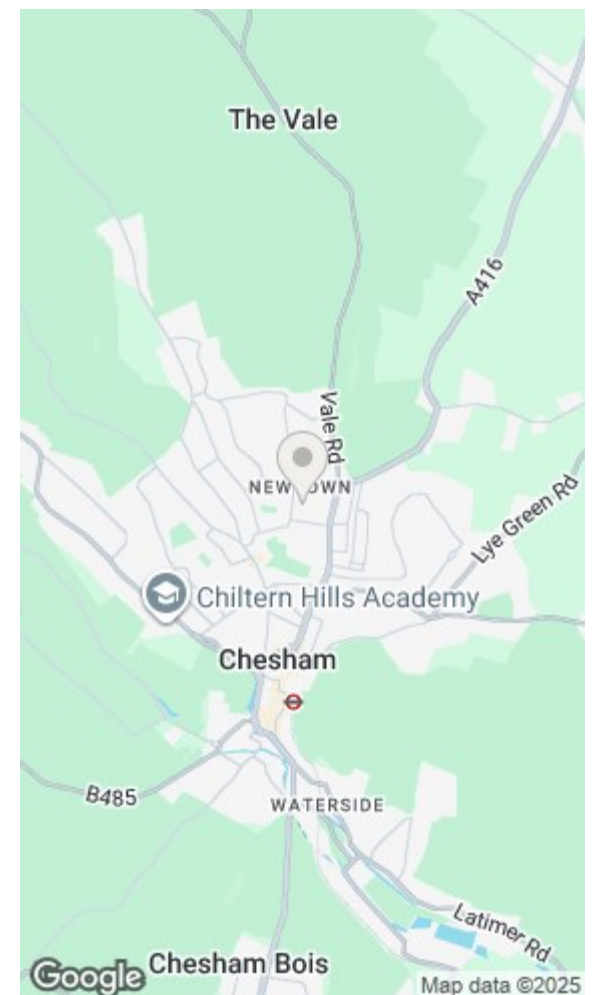 The Vale
A416
Vale Rd
NEWTOWN
Lye Green Rd
Chiltern Hills Academy
Chesham
B485
WATERSIDE
Latimer Rd
Chesham Bois
Google
Map data ©2025